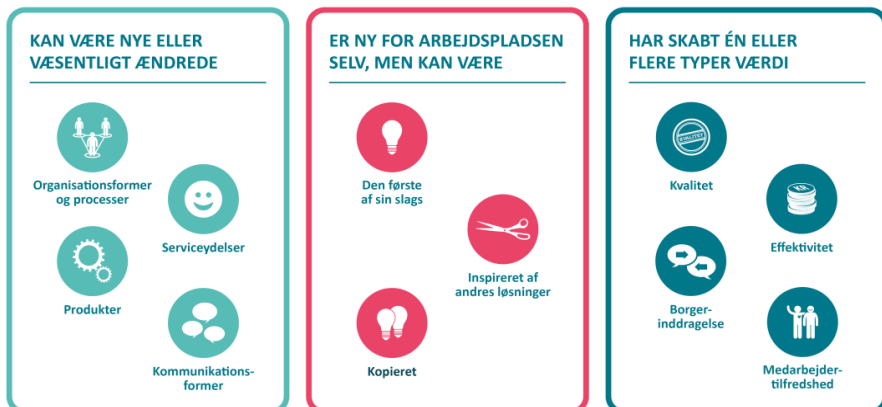 KAN VÆRE NYE ELLER
VÆSENTLIGT ÆNDREDE
Organisationsformer
og processer
Serviceydelser
Produkter
Kommunikations-
former
ER NY FOR ARBEJDSPLADSEN
SELV, MEN KAN VÆRE
Den første
af sin slags
Inspireret af
andres løsninger
Kopieret
HAR SKABT ÉN ELLER
FLERE TYPER VÆRDI
KVALITET
Kvalitet
KR.
Effektivitet
Borger-
inddragelse
Medarbejder-
tilfredshed